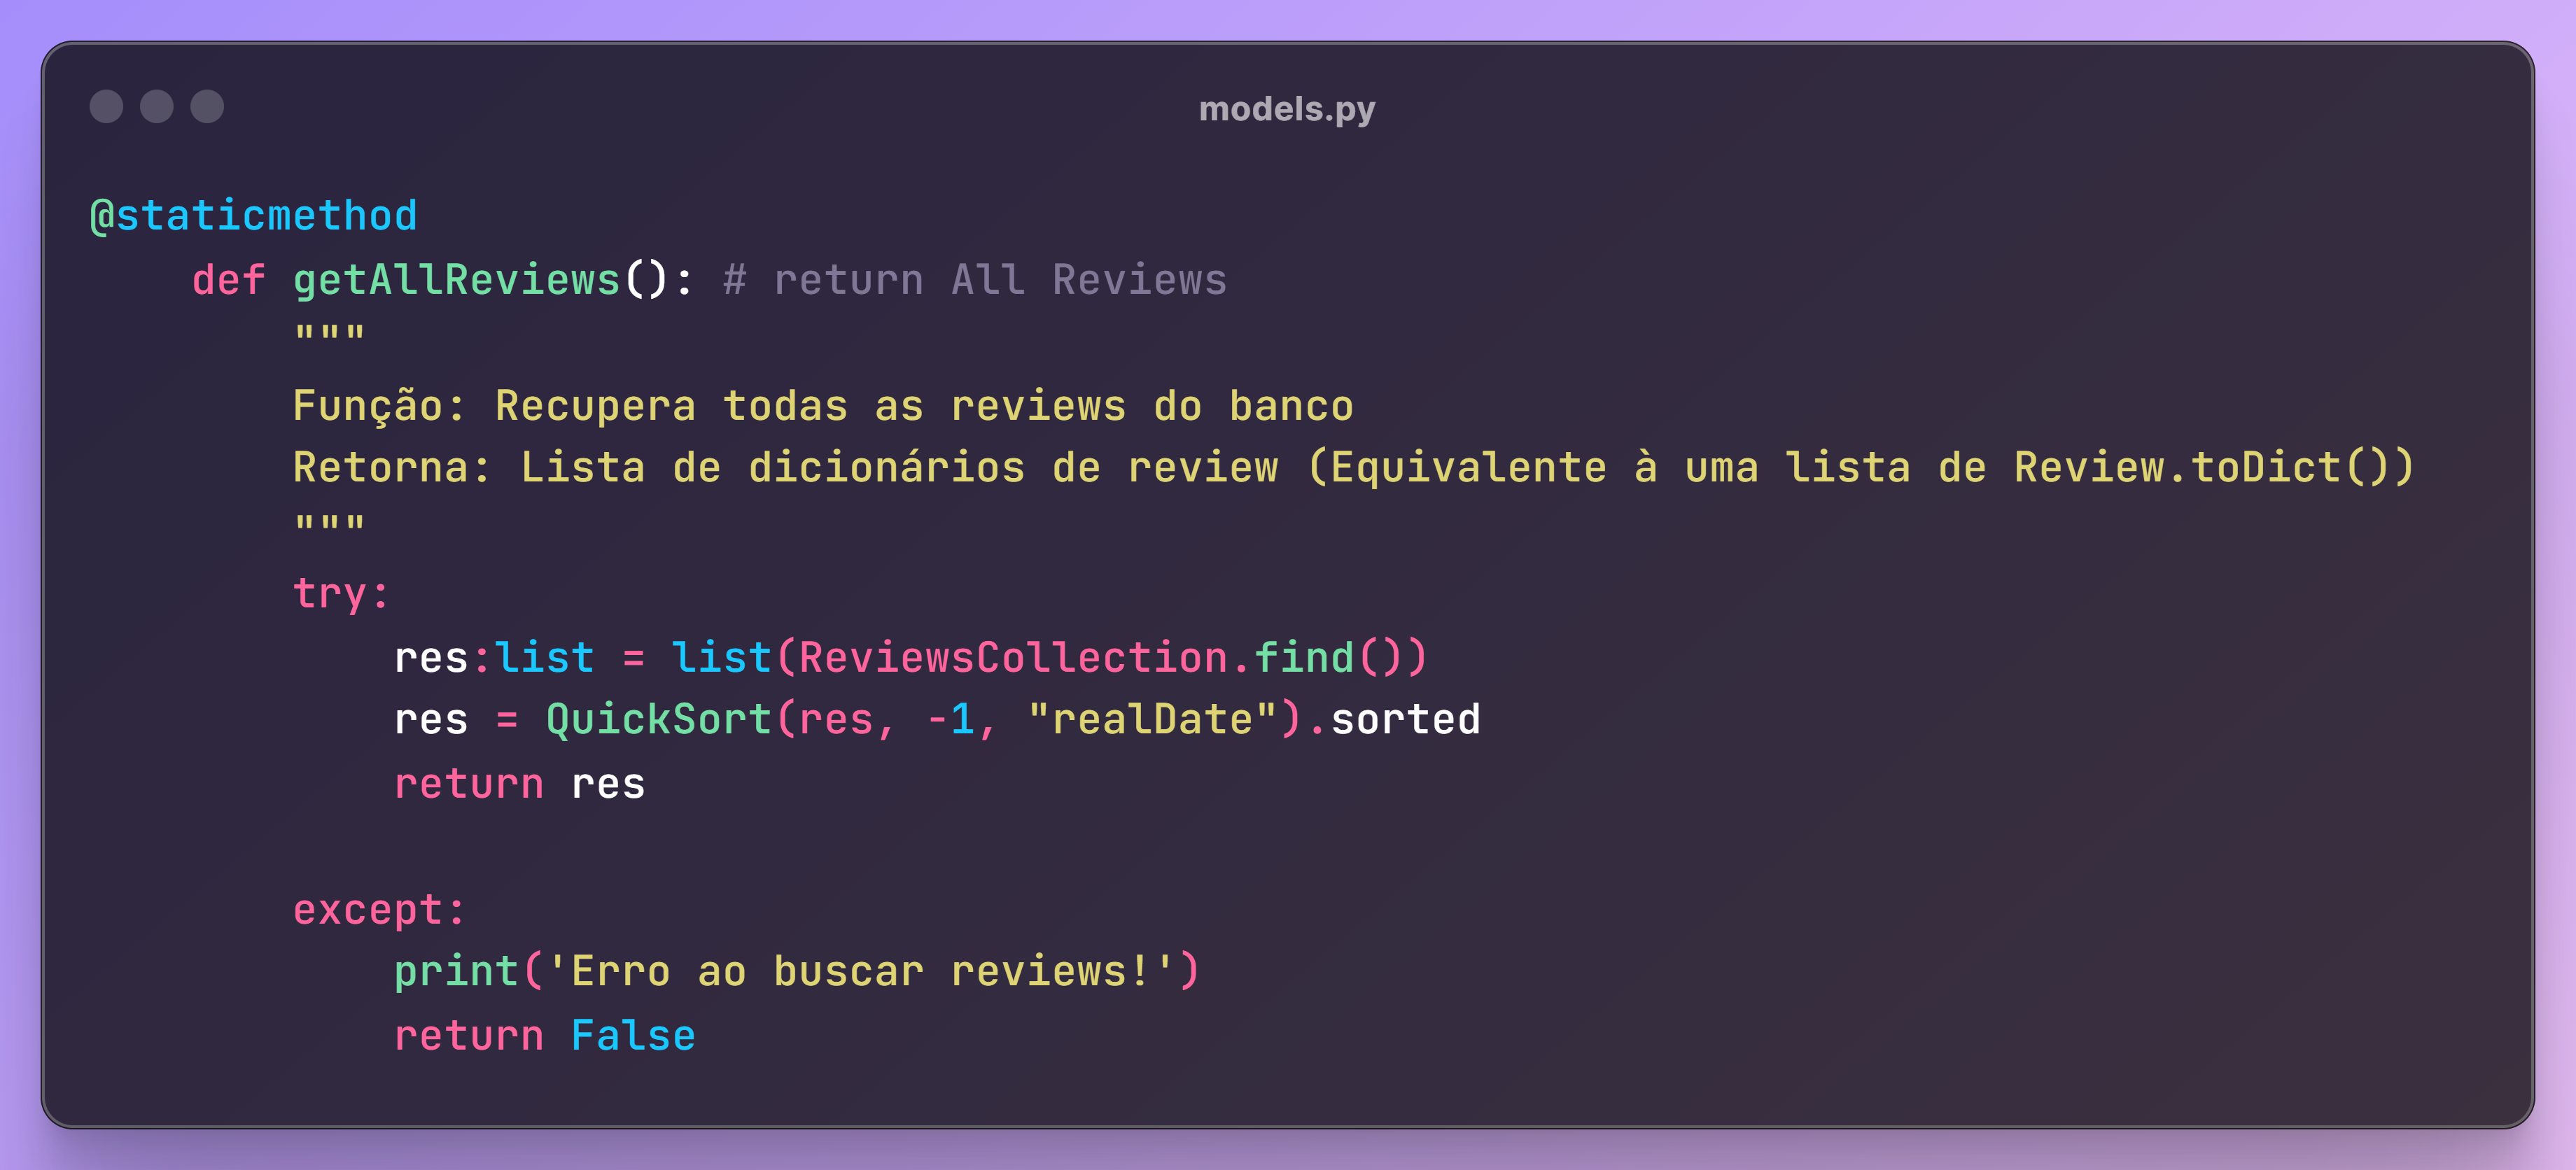 models.py
@staticmethod
    def getAllReviews(): # return All Reviews
        """
        Função: Recupera todas as reviews do banco
        Retorna: Lista de dicionários de review (Equivalente à uma lista de Review.toDict())
        """
        try:
            res:list = list(ReviewsCollection.find())
            res = QuickSort(res, -1, "realDate").sorted
            return res

        except:
            print('Erro ao buscar reviews!')
            return False